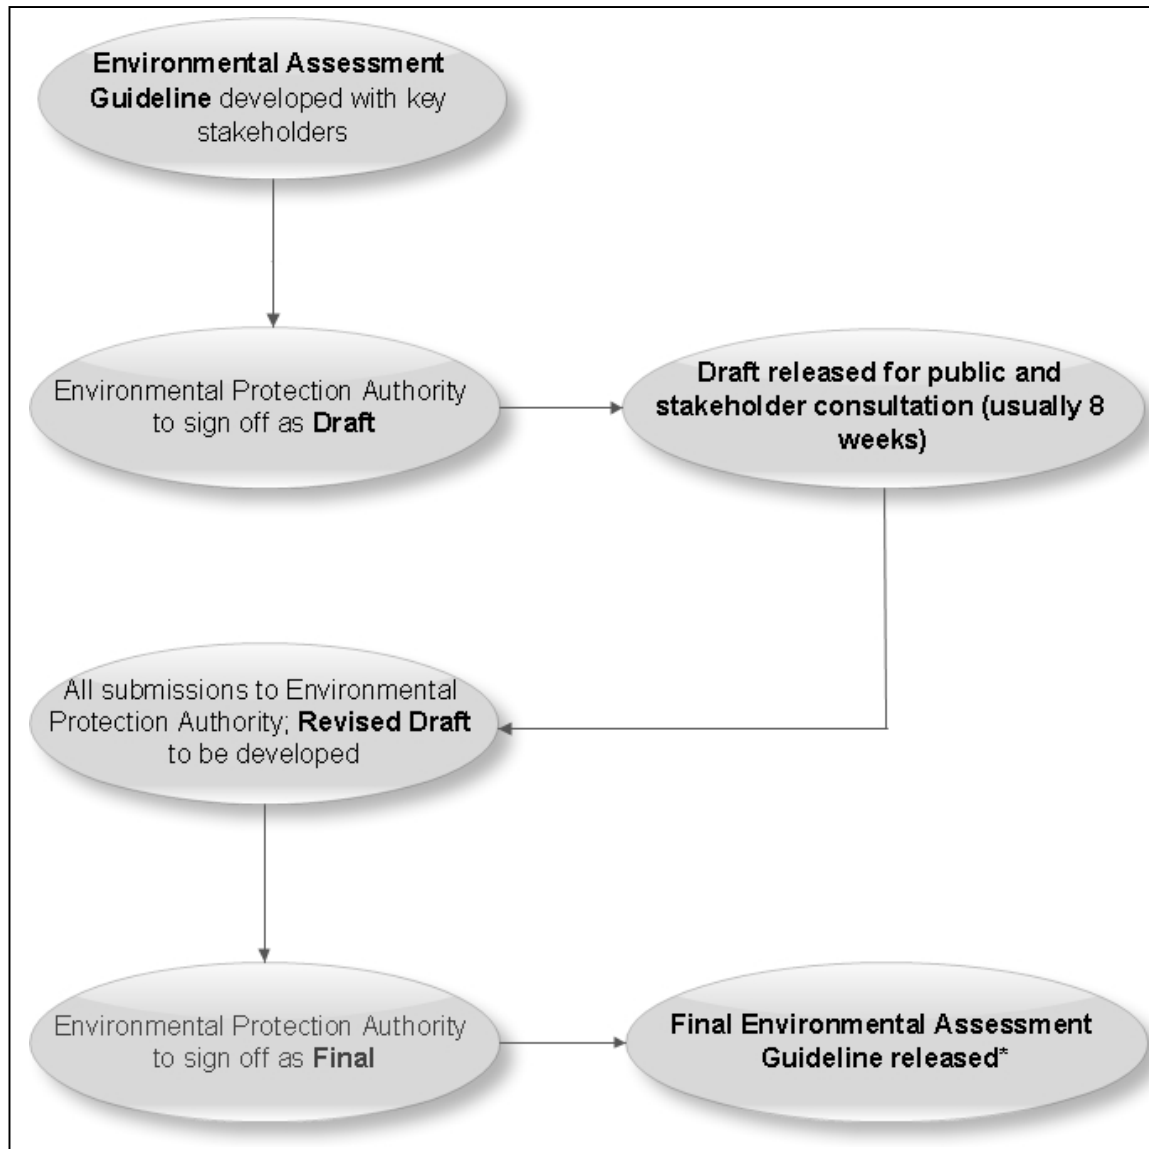 Environmental Assessment
Guideline developed with key
stakeholders
Environmental Protection Authority
to sign off as Draft
Draft released for public and
stakeholder consultation (usually 8
weeks)
All submissions to Environmental
Protection Authority; Revised Draft
to be developed
Environmental Protection Authority
to sign off as Final
Final Environmental Assessment
Guideline released*